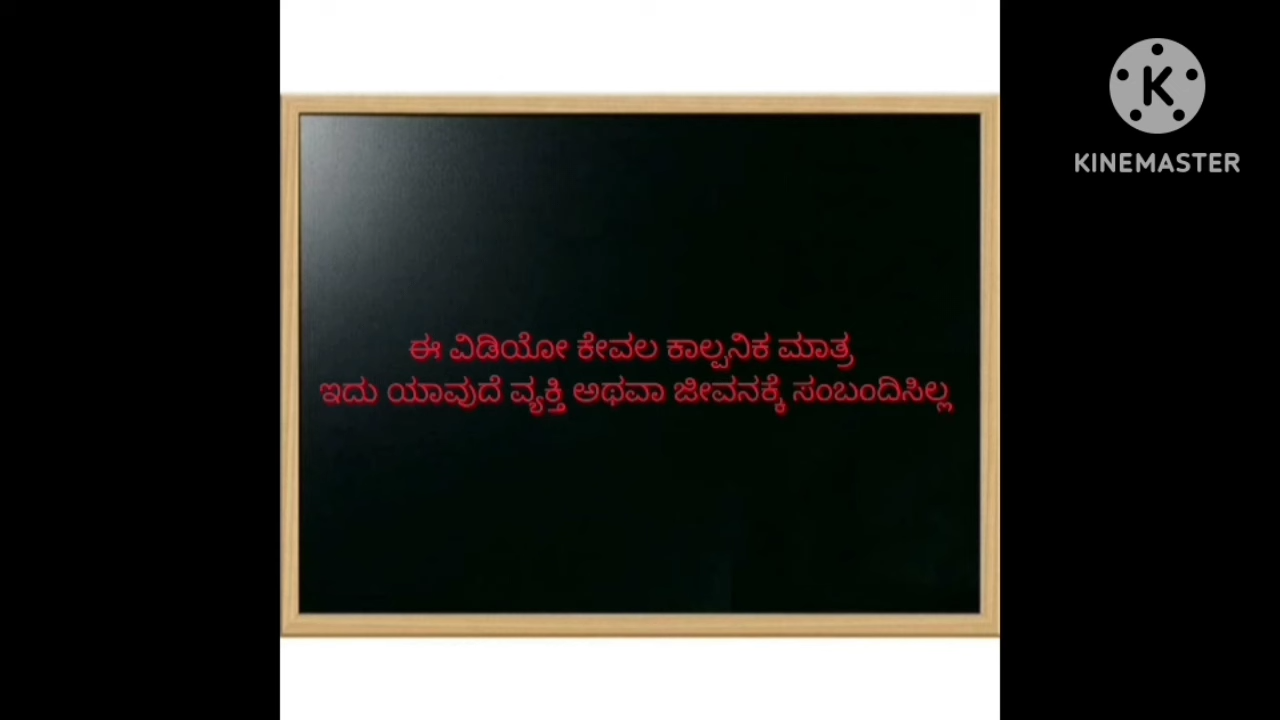 KINEMASTER
ಈ ವಿಡಿಯೋ ಕೇವಲ ಕಾಲ್ಪನಿಕ ಮಾತ್ರ
ಇದು ಯಾವುದೆ ವ್ಯಕ್ತಿ ಅಥವಾ ಜೀವನಕ್ಕೆ ಸಂಬಂದಿಸಿಲ್ಲ